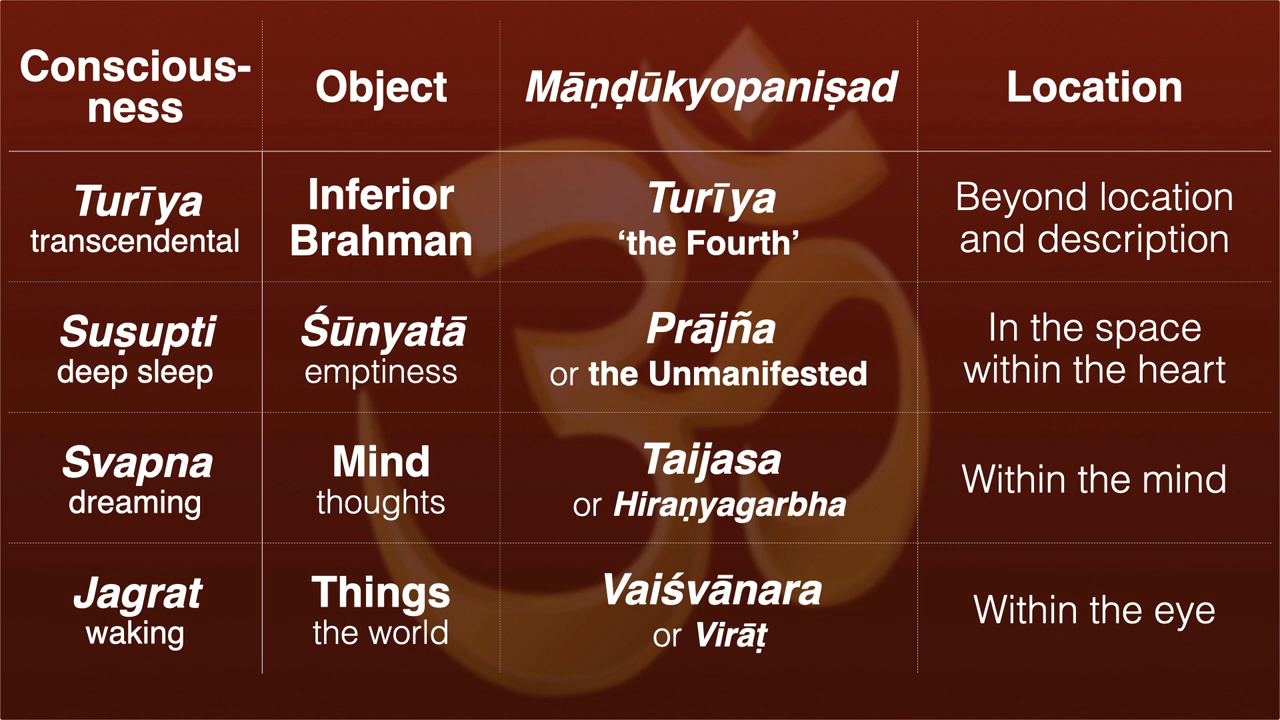 Conscious-
ness
Object
Māṇḍūkyopaniṣad
Location
Turīya
transcendental
Inferior
Brahman
Turīya
‘the Fourth’
Beyond location
and description
Suṣupti
deep sleep
Śūnyatā
emptiness
Prājña
or the Unmanifested
In the space
within the heart
Svapna
dreaming
Mind
thoughts
Taijasa
or Hiraṇyagarbha
Within the mind
Jagrat
waking
Things
the world
Vaiśvānara
or Virāṭ
Within the eye
ॐ